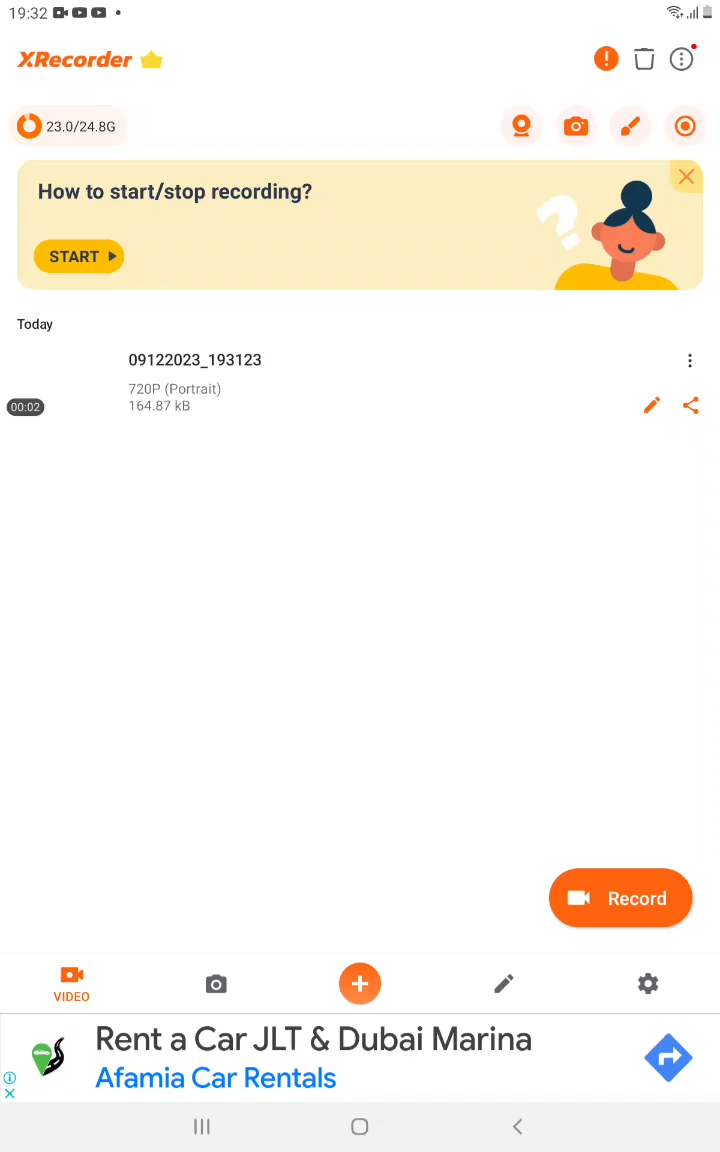 19:32
XRecorder
23.0/24.8G
How to start/stop recording?
START
Today
09122023_193123
720P (Portrait)
164.87 kB
00:02
Record
VIDEO
Rent a Car JLT & Dubai Marina
Afamia Car Rentals